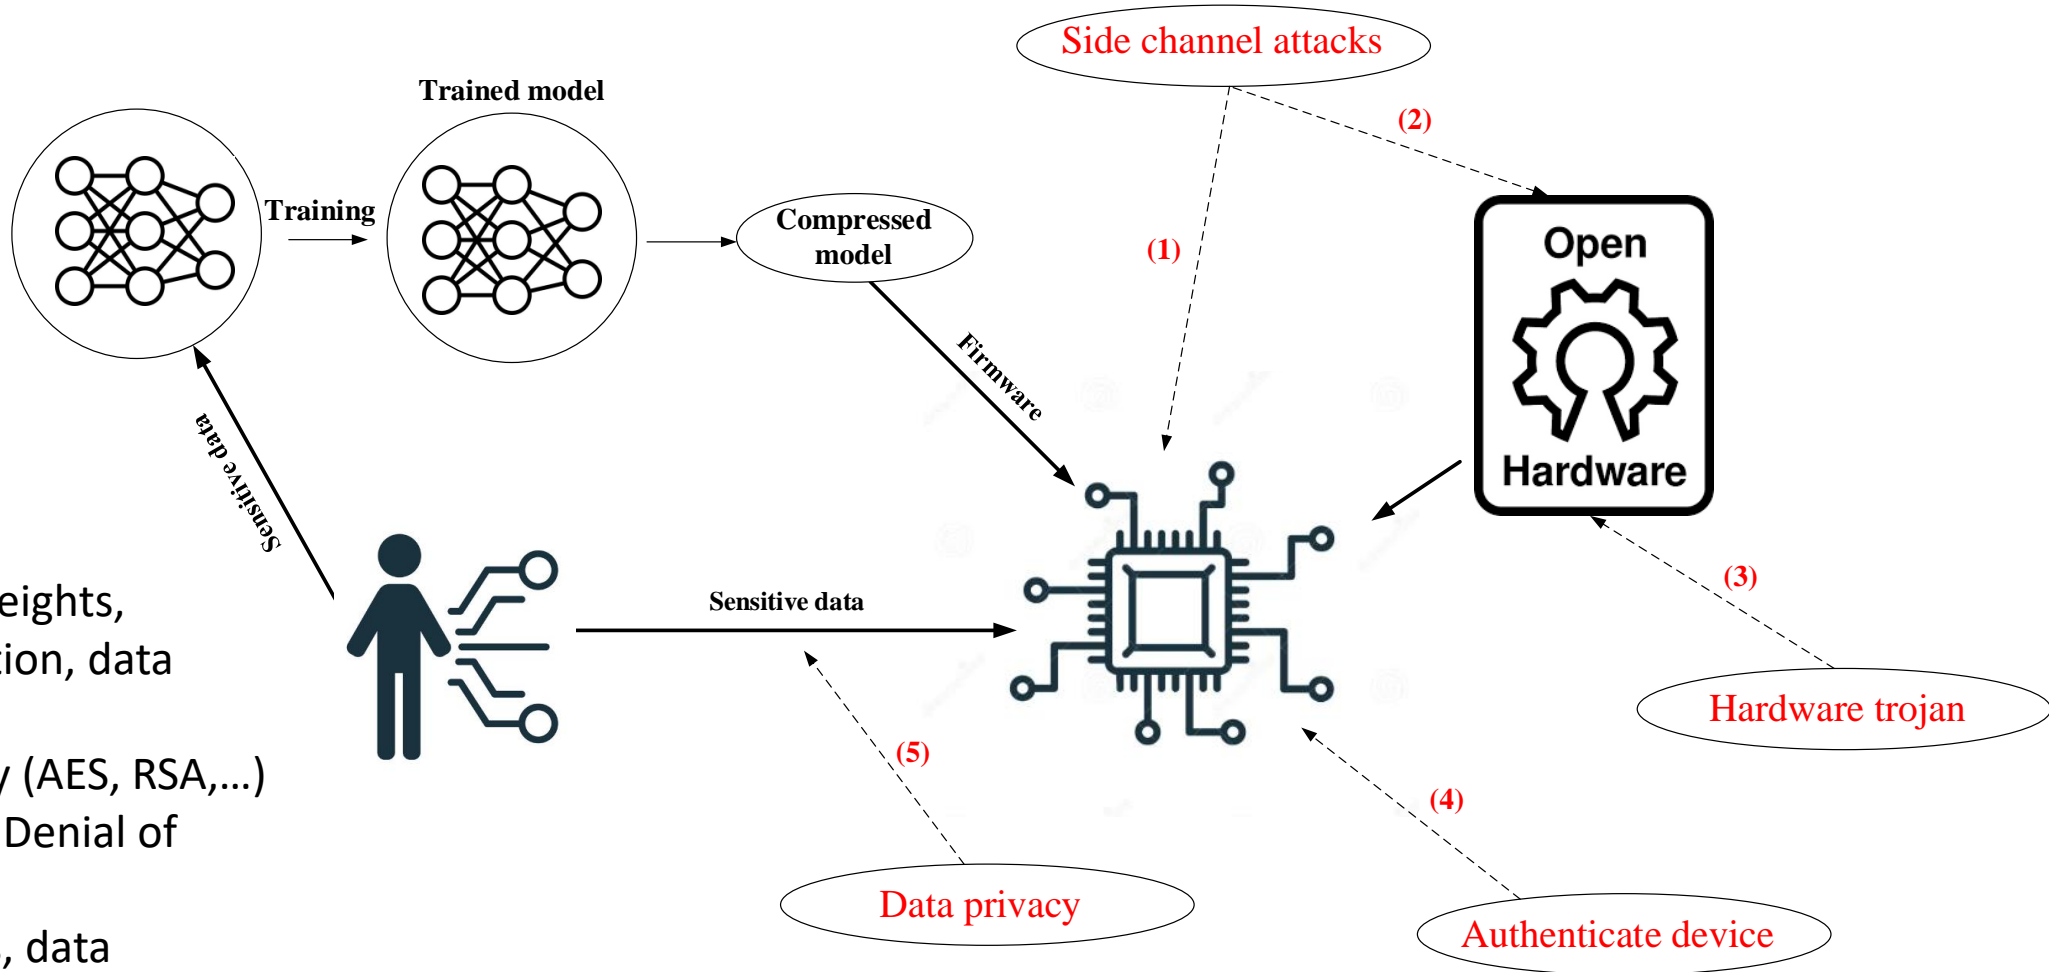 Side channel attacks
Trained model
(2)
Training
Compressed
model
(1)
Open
Hardware
Firmware
Sensitive data
Sensitive data
(3)
eights,
tion, data
Hardware trojan
y (AES, RSA,...)
Denial of
(5)
(4)
Data privacy
Authenticate device
, data